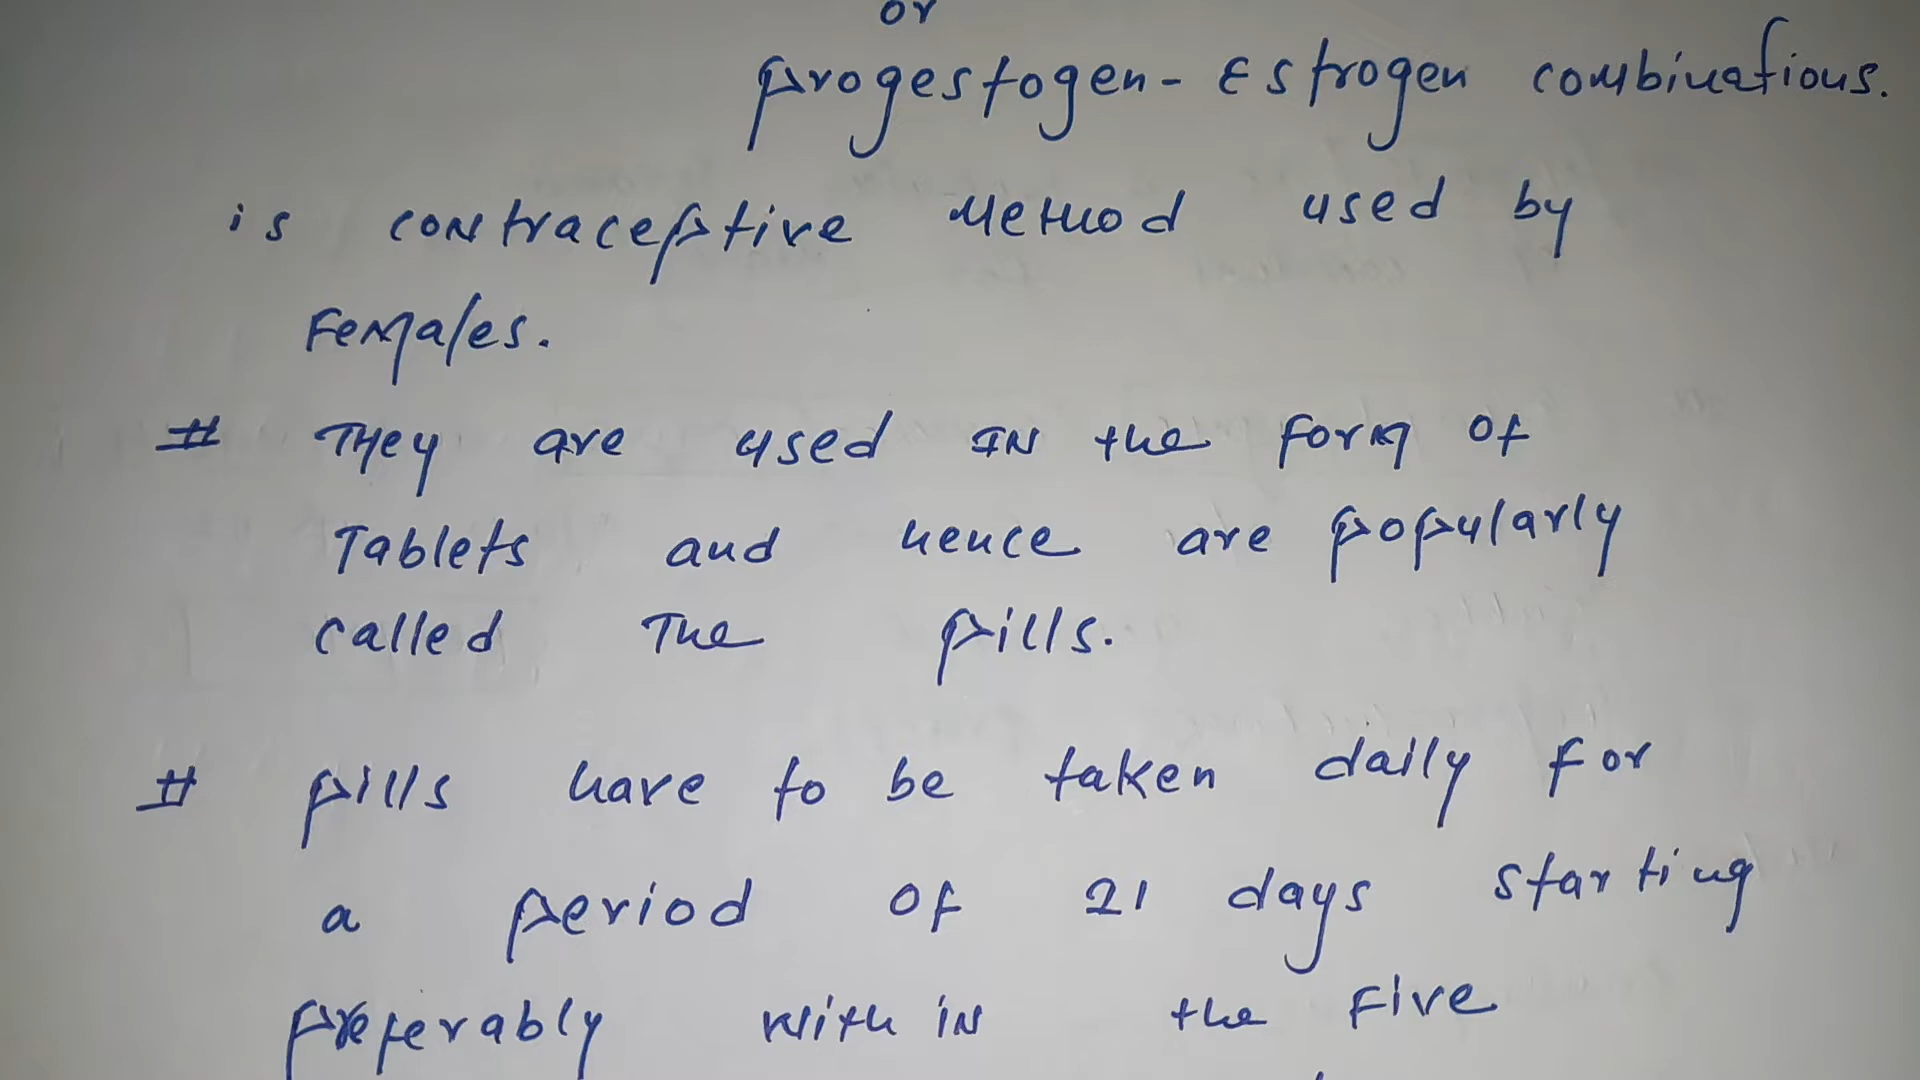 or
progestogen- Estrogen combinations.
is contraceptive Method used by
Females.
# They are used IN the form of
Tablets and hence are popularly
called The pills.
# pills have to be taken daily for
a period of 21 days starting
preferably with in the Five